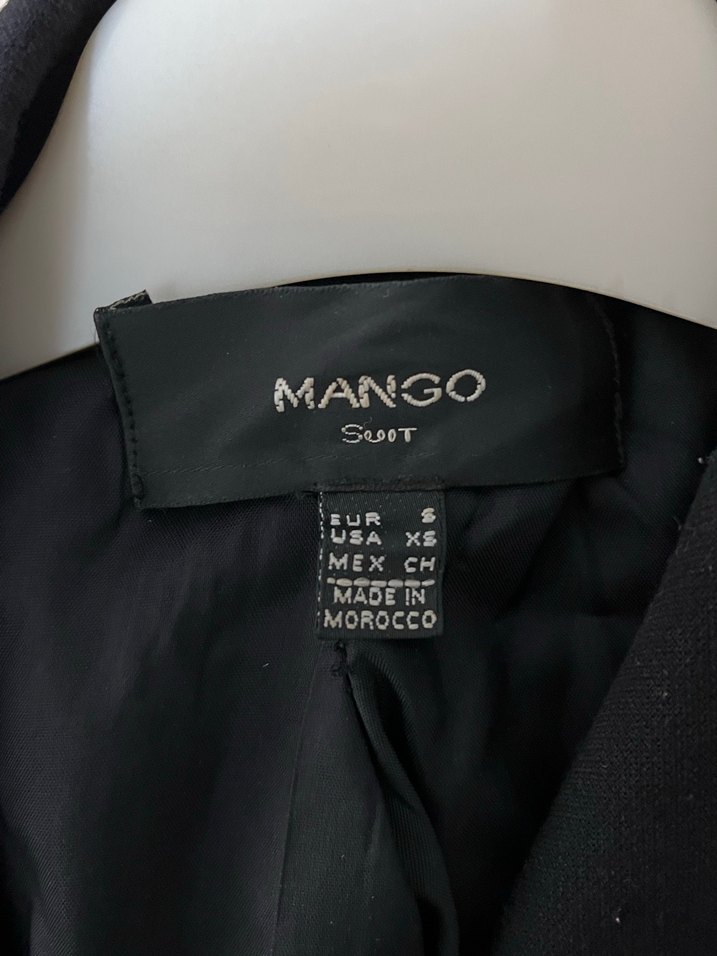 MANGO
SUIT
EUR S
USA XS
MEX CH
MADE IN
MOROCCO